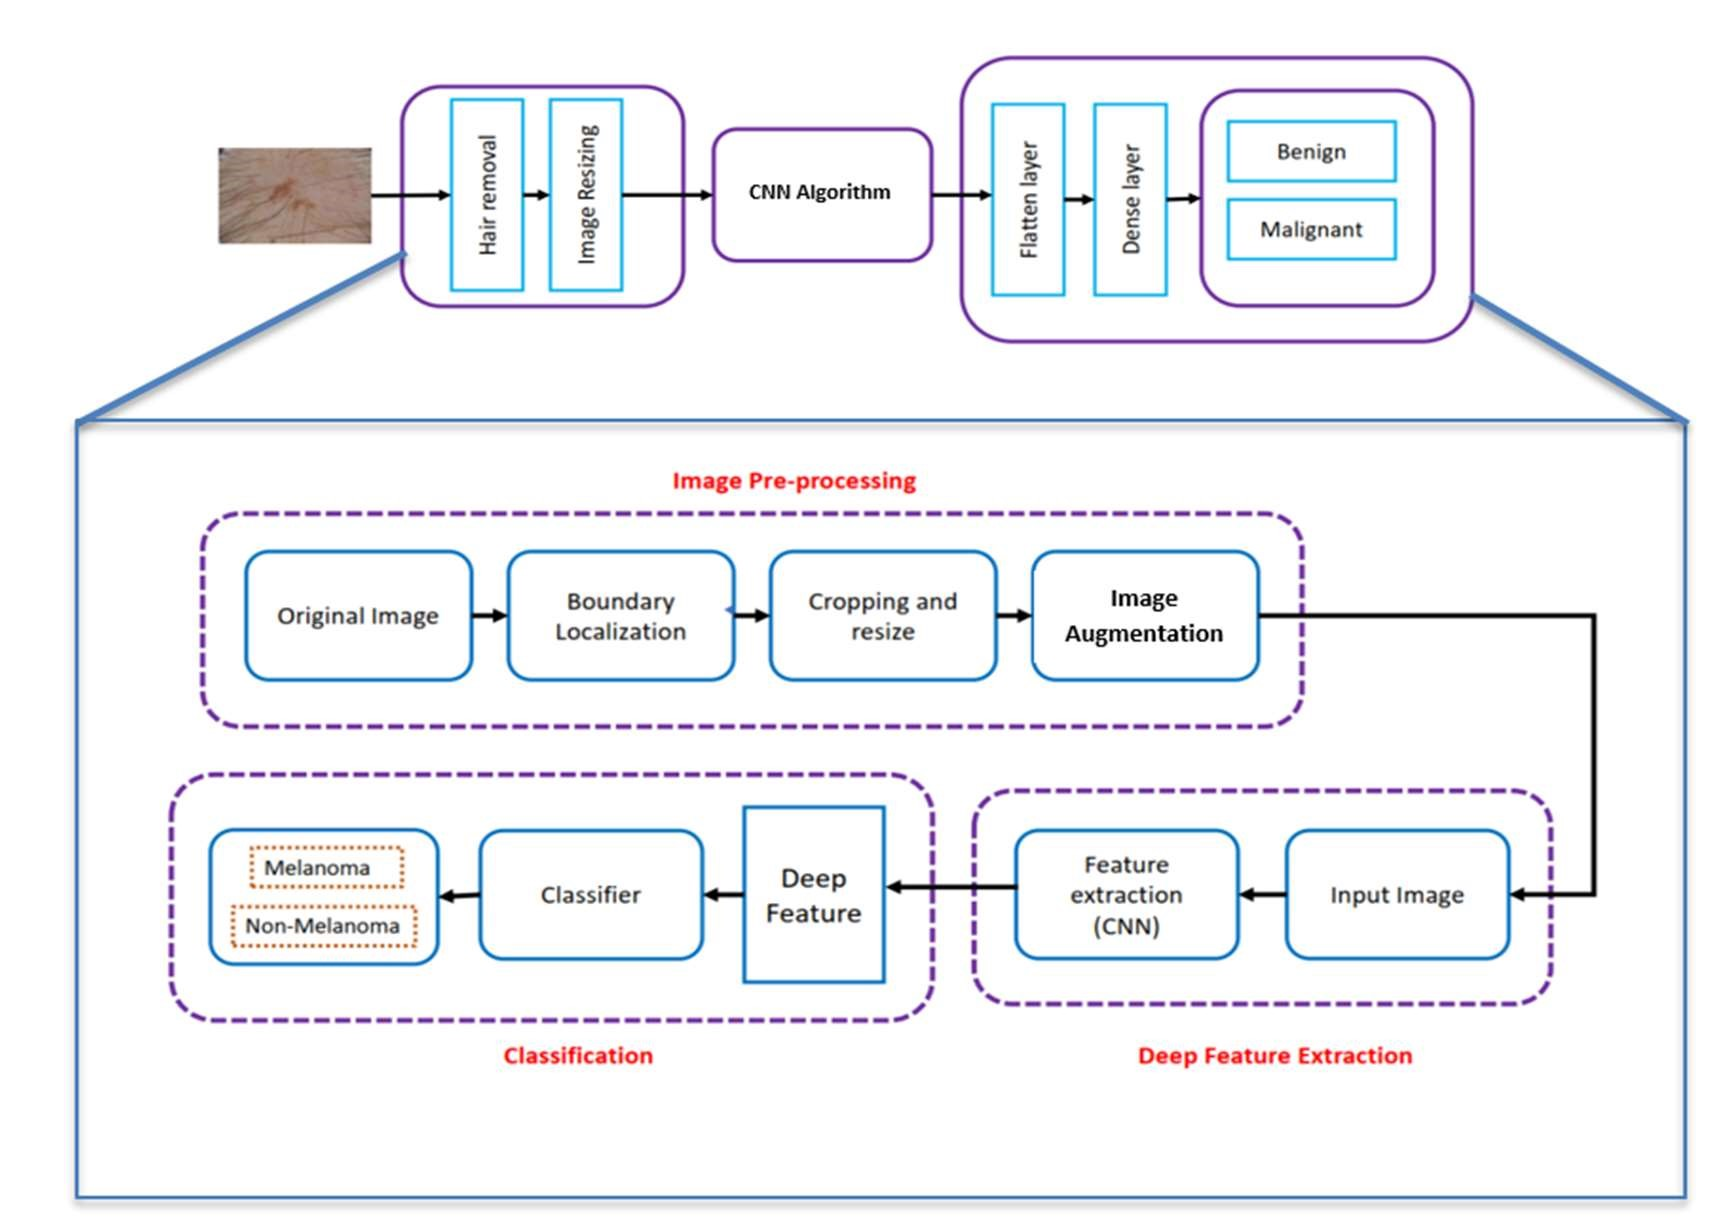 Hair removal
Image Resizing
CNN Algorithm
Flatten layer
Dense layer
Benign
Malignant
Image Pre-processing
Original Image
Boundary
Localization
Cropping and
resize
Image
Augmentation
Melanoma
Non-Melanoma
Classifier
Deep
Feature
Feature
extraction
(CNN)
Input Image
Classification
Deep Feature Extraction